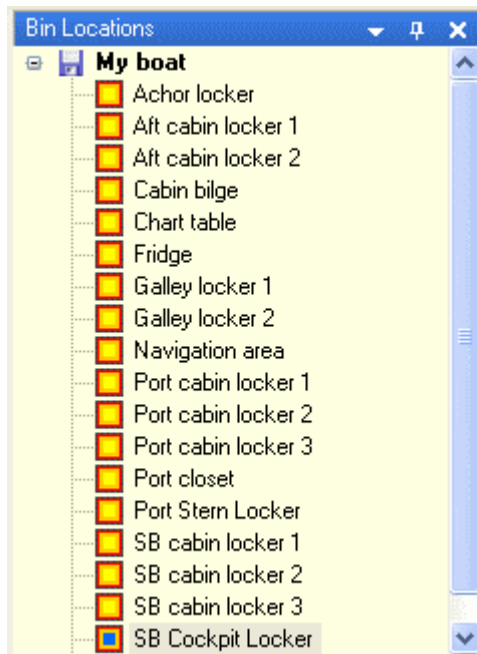 Bin Locations
My boat
Achor locker
Aft cabin locker 1
Aft cabin locker 2
Cabin bilge
Chart table
Fridge
Galley locker 1
Galley locker 2
Navigation area
Port cabin locker 1
Port cabin locker 2
Port cabin locker 3
Port closet
Port Stern Locker
SB cabin locker 1
SB cabin locker 2
SB cabin locker 3
SB Cockpit Locker